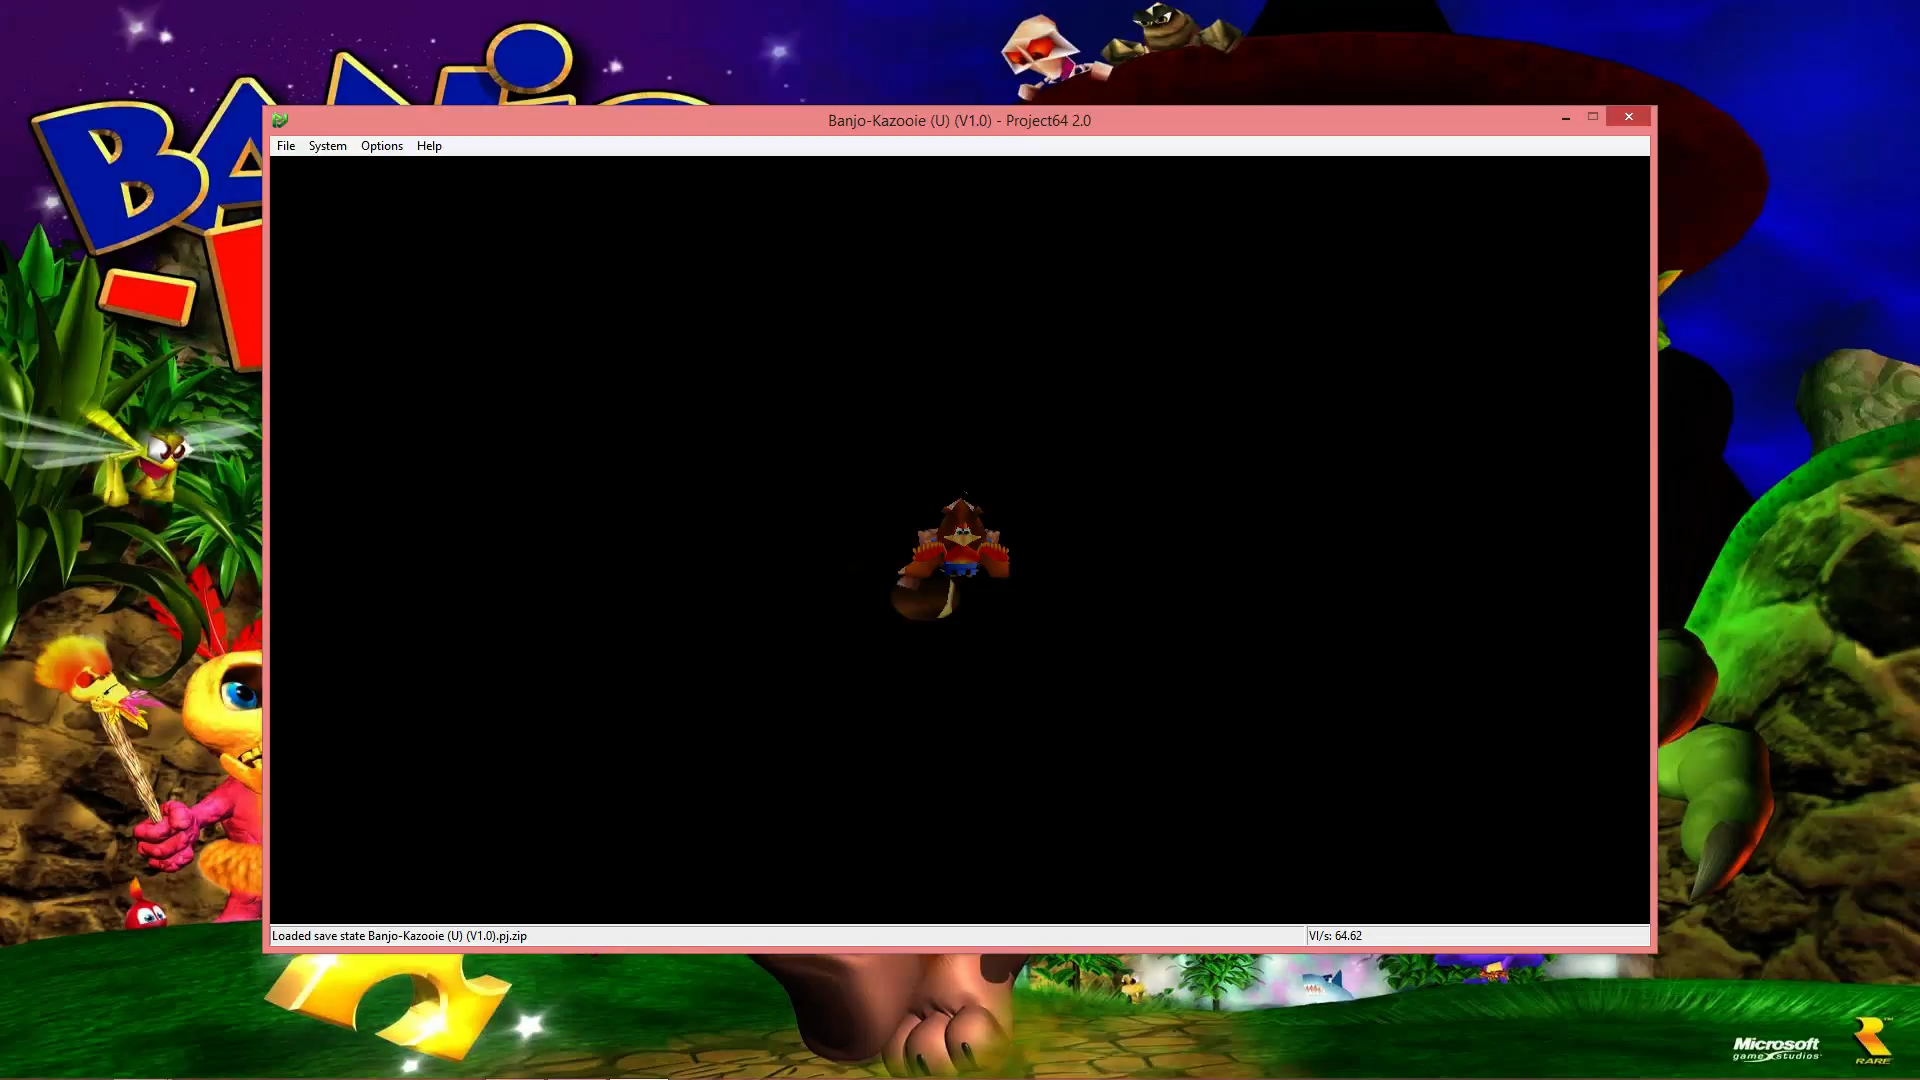 BANJO
Banjo-Kazooie (U) (V1.0) - Project64 2.0
File System Options Help
Loaded save state Banjo-Kazooie (U) (V1.0).pj.zip
VI/s: 64.62
Microsoft
game studios
RARE